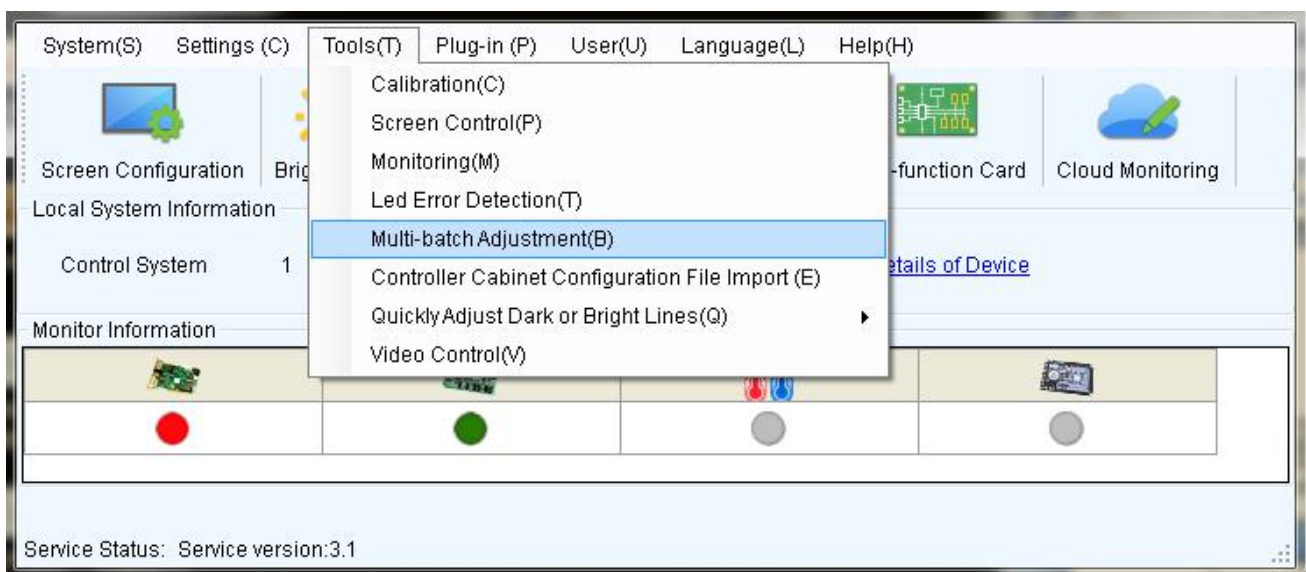 System(S) Settings (C) Tools(T) Plug-in (P) User(U) Language(L) Help(H)
Calibration(C)
Screen Control(P)
Monitoring(M)
Led Error Detection(T)
Multi-batch Adjustment(B)
Controller Cabinet Configuration File Import (E)
Quickly Adjust Dark or Bright Lines(Q)
Video Control(V)
Screen Configuration Brig -function Card Cloud Monitoring
Local System Information
Control System 1 etails of Device
Monitor Information
Service Status: Service version:3.1